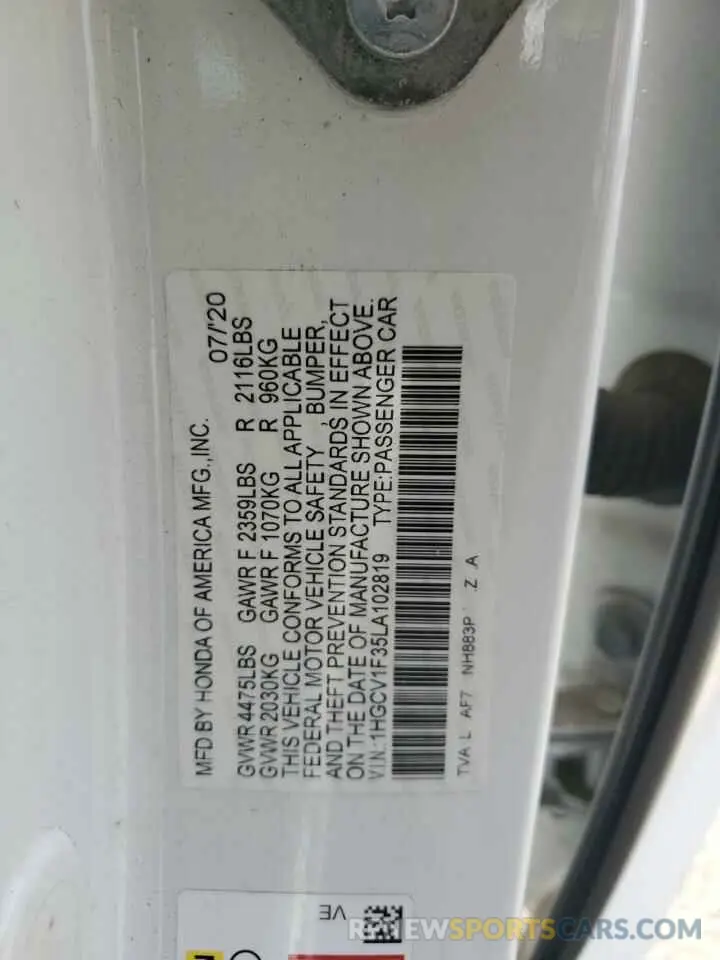 MFD BY HONDA OF AMERICA MFG.,INC. 07/'20
GVWR 4475LBS GAWR F 2359LBS R 2116LBS
GVWR 2030KG GAWR F 1070KG R 960KG
THIS VEHICLE CONFORMS TO ALL APPLICABLE
FEDERAL MOTOR VEHICLE SAFETY , BUMPER,
AND THEFT PREVENTION STANDARDS IN EFFECT
ON THE DATE OF MANUFACTURE SHOWN ABOVE.
V.I.N.:1HGCV1F35LA102819 TYPE:PASSENGER CAR
TVA L AF7 NH883P Z A
VE
REVIEWSPORTSCARS.COM